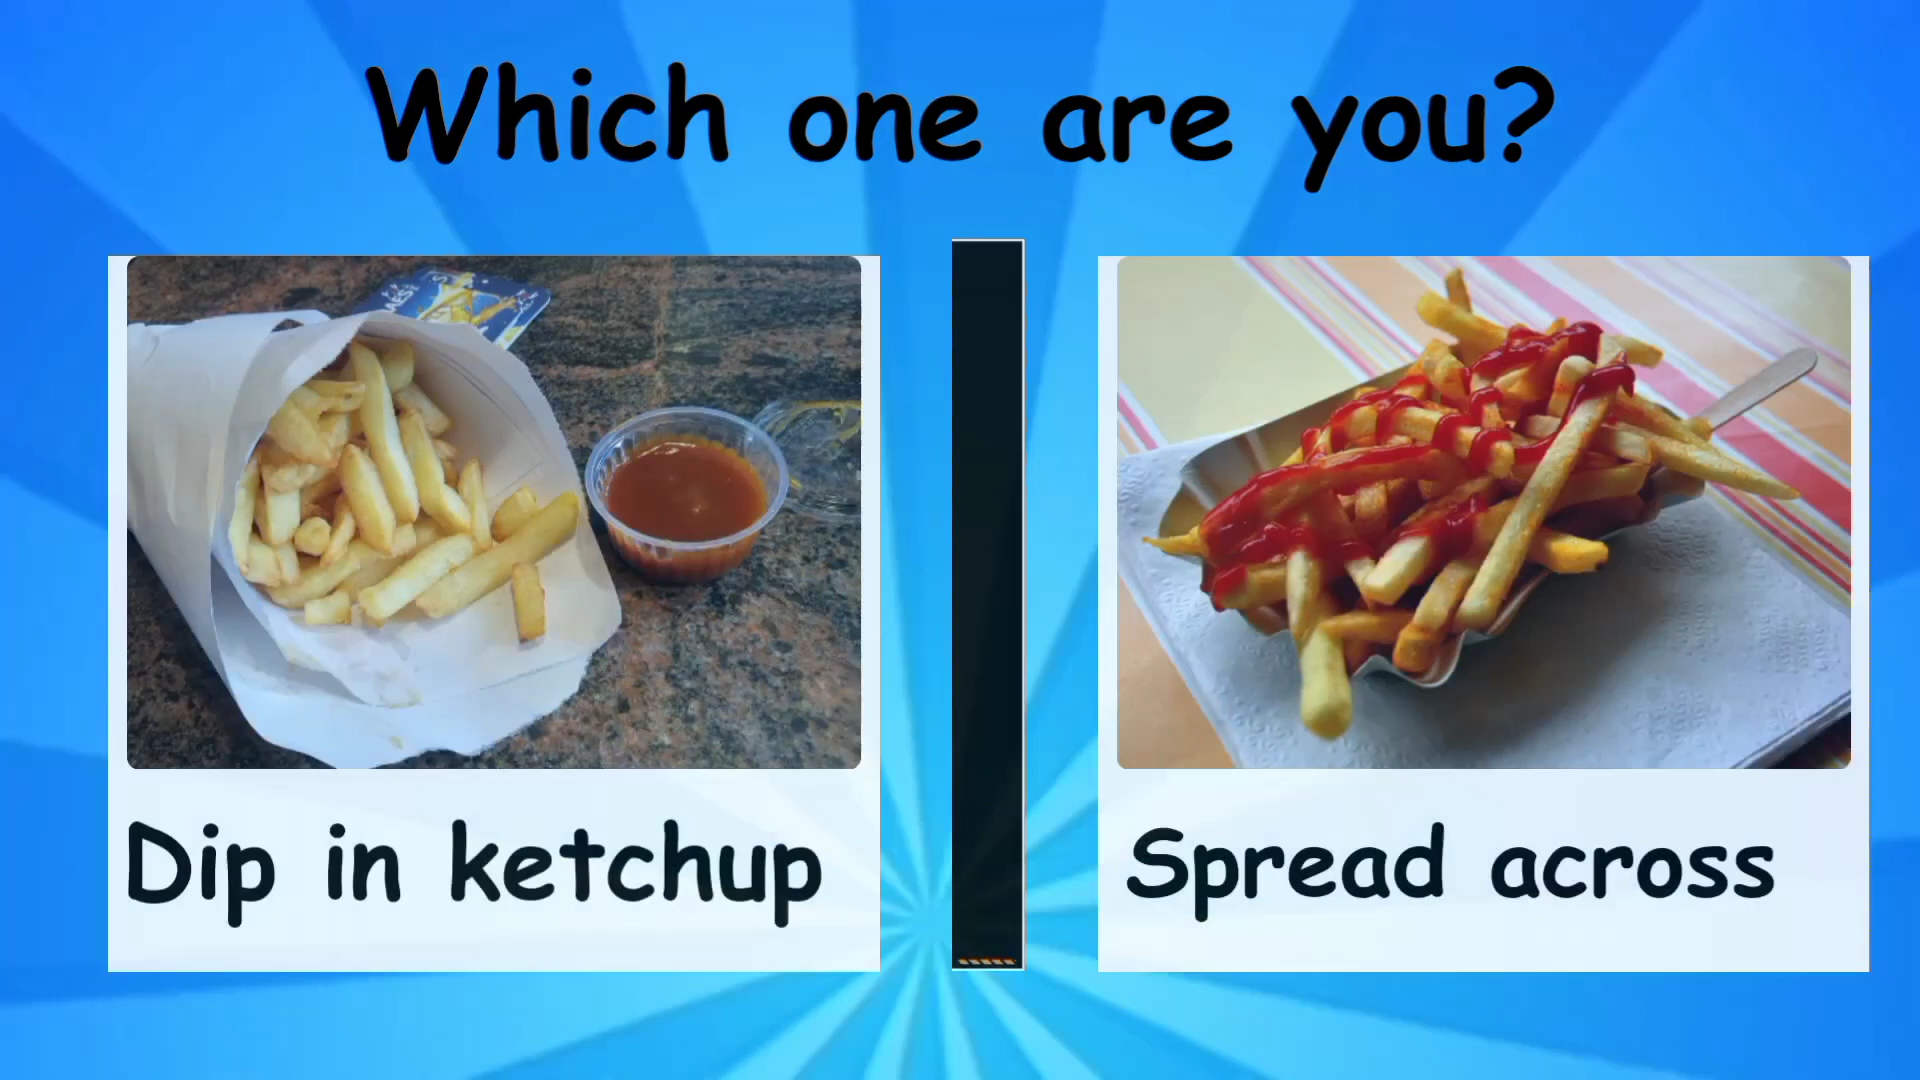 Which one are you?
Dip in ketchup
Spread across